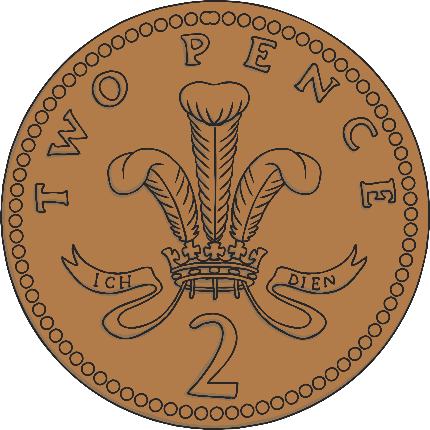 TWO PENCE
ICH DIEN
2